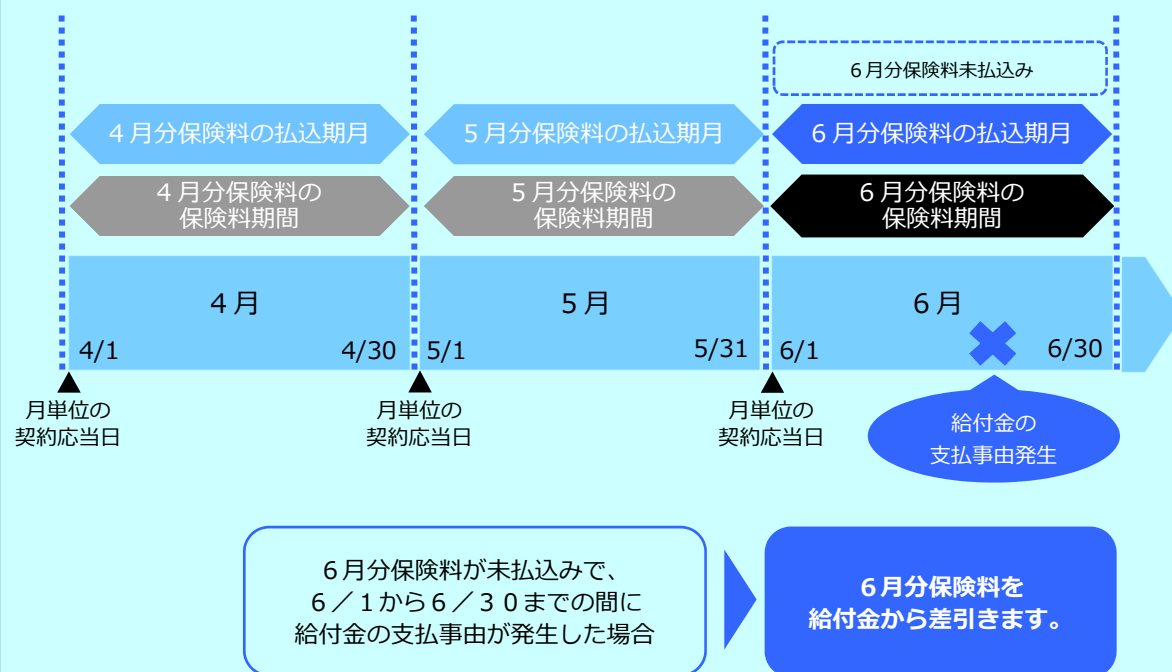 6月分保険料未払込み
4月分保険料の払込期月
5月分保険料の払込期月
6月分保険料の払込期月
4月分保険料の
保険料期間
5月分保険料の
保険料期間
6月分保険料の
保険料期間
4月
5月
6月
4/1
4/30
5/1
5/31
6/1
6/30
月単位の
契約応当日
月単位の
契約応当日
月単位の
契約応当日
給付金の
支払事由発生
6月分保険料が未払込みで、
6/1から6/30までの間に
給付金の支払事由が発生した場合
6月分保険料を
給付金から差引きます。